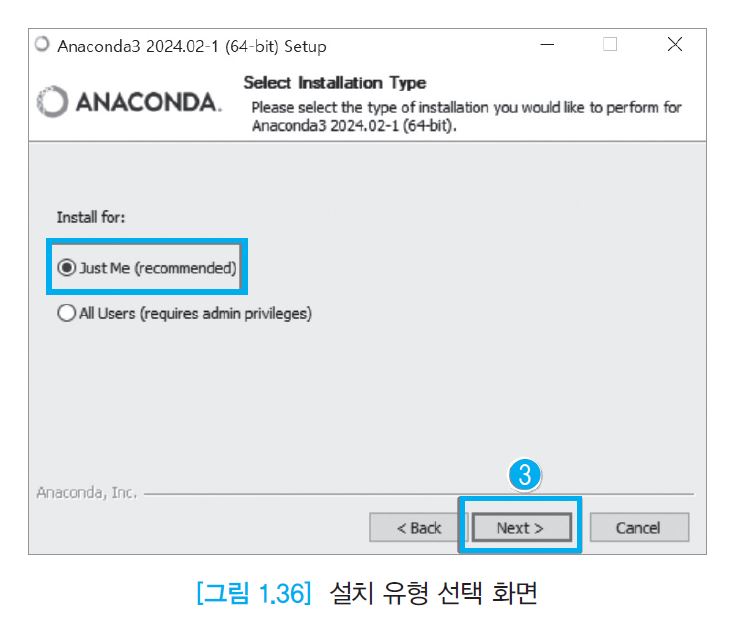 Anaconda3 2024.02-1 (64-bit) Setup
ANACONDA.
Select Installation Type
Please select the type of installation you would like to perform for
Anaconda3 2024.02-1 (64-bit).
Install for:
Just Me (recommended)
All Users (requires admin privileges)
3
Anaconda, Inc.
< Back
Next >
Cancel
[그림 1.36] 설치 유형 선택 화면